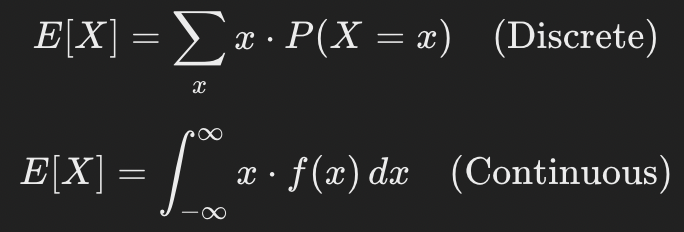 E[X] = ∑ₓ x · P(X = x) (Discrete)
E[X] = ∫₋∞^∞ x · f(x) dx (Continuous)